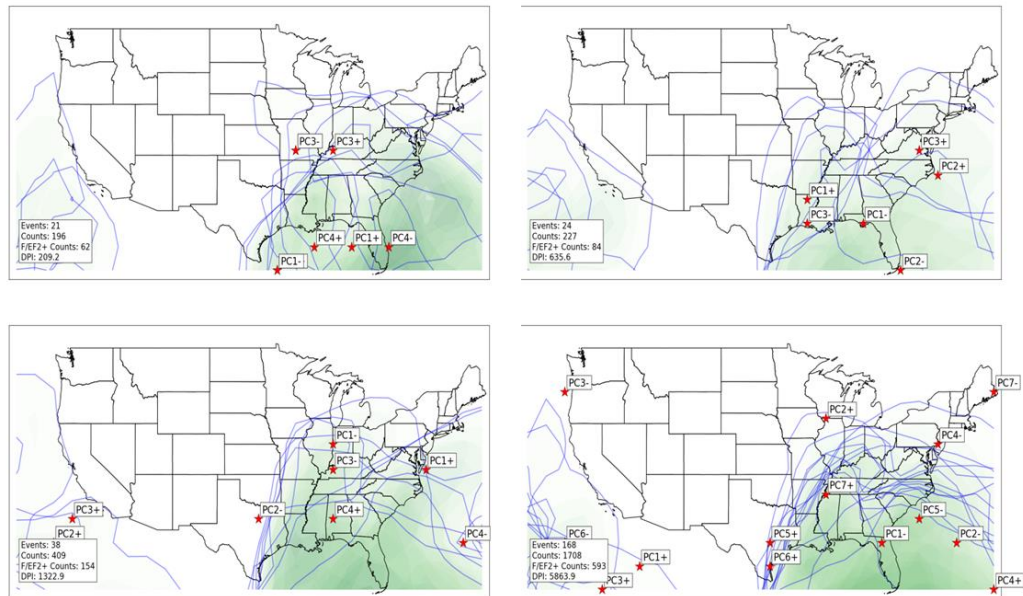 PC3-
PC3+
PC4+
PC1+
PC4-
PC1-
Events: 21
Counts: 196
F/EF2+ Counts: 62
DPI: 209.2
PC3+
PC2+
PC1+
PC3-
PC1-
PC2-
Events: 24
Counts: 227
F/EF2+ Counts: 84
DPI: 635.6
PC1-
PC3-
PC1+
PC3+
PC2+
PC2-
PC4+
PC4-
Events: 38
Counts: 409
F/EF2+ Counts: 154
DPI: 1322.9
PC3-
PC7-
PC2+
PC4-
PC7+
PC5-
PC6-
PC5+
PC1-
PC2-
PC1+
PC6+
PC3+
PC4+
Events: 168
Counts: 1708
F/EF2+ Counts: 593
DPI: 5863.9